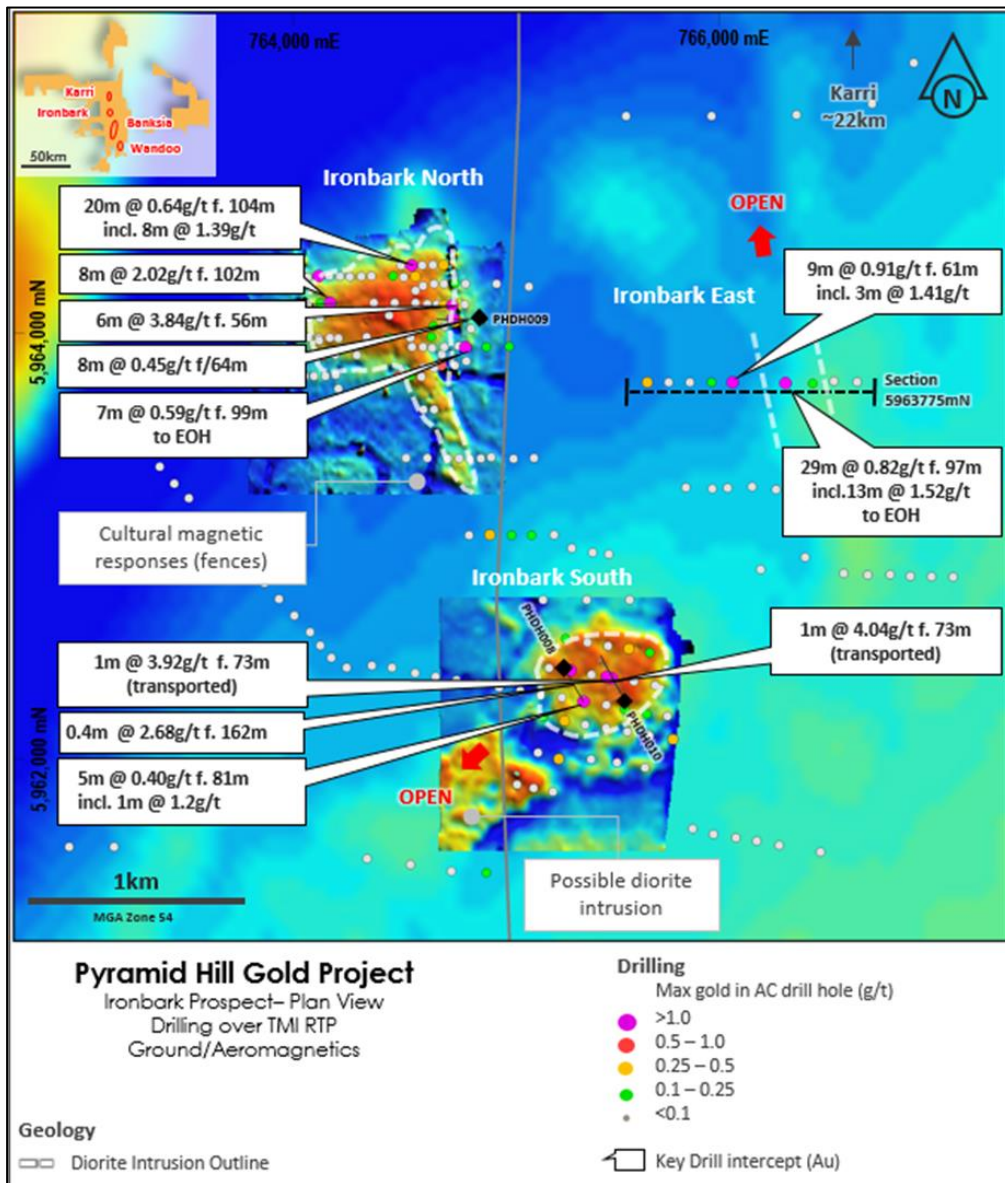 764,000 mE
766,000 mE
Karri
Ironbark
Banksia
Wandoo
50km
Karri
~22km
N
Ironbark North
20m @ 0.64g/t f. 104m
incl. 8m @ 1.39g/t
8m @ 2.02g/t f. 102m
6m @ 3.84g/t f. 56m
8m @ 0.45g/t f/64m
7m @ 0.59g/t f. 99m
to EOH
PHDH009
5,964,000 mN
OPEN
Ironbark East
9m @ 0.91g/t f. 61m
incl. 3m @ 1.41g/t
Section
5963775mN
29m @ 0.82g/t f. 97m
incl.13m @ 1.52g/t
to EOH
Cultural magnetic
responses (fences)
Ironbark South
PHDH008
PHDH010
1m @ 3.92g/t f. 73m
(transported)
1m @ 4.04g/t f. 73m
(transported)
0.4m @ 2.68g/t f. 162m
5m @ 0.40g/t f. 81m
incl. 1m @ 1.2g/t
5,962,000 mN
OPEN
Possible diorite
intrusion
1km
MGA Zone 54
Pyramid Hill Gold Project
Ironbark Prospect– Plan View
Drilling over TMI RTP
Ground/Aeromagnetics
Drilling
Max gold in AC drill hole (g/t)
>1.0
0.5 – 1.0
0.25 – 0.5
0.1 – 0.25
<0.1
Geology
Diorite Intrusion Outline
Key Drill intercept (Au)